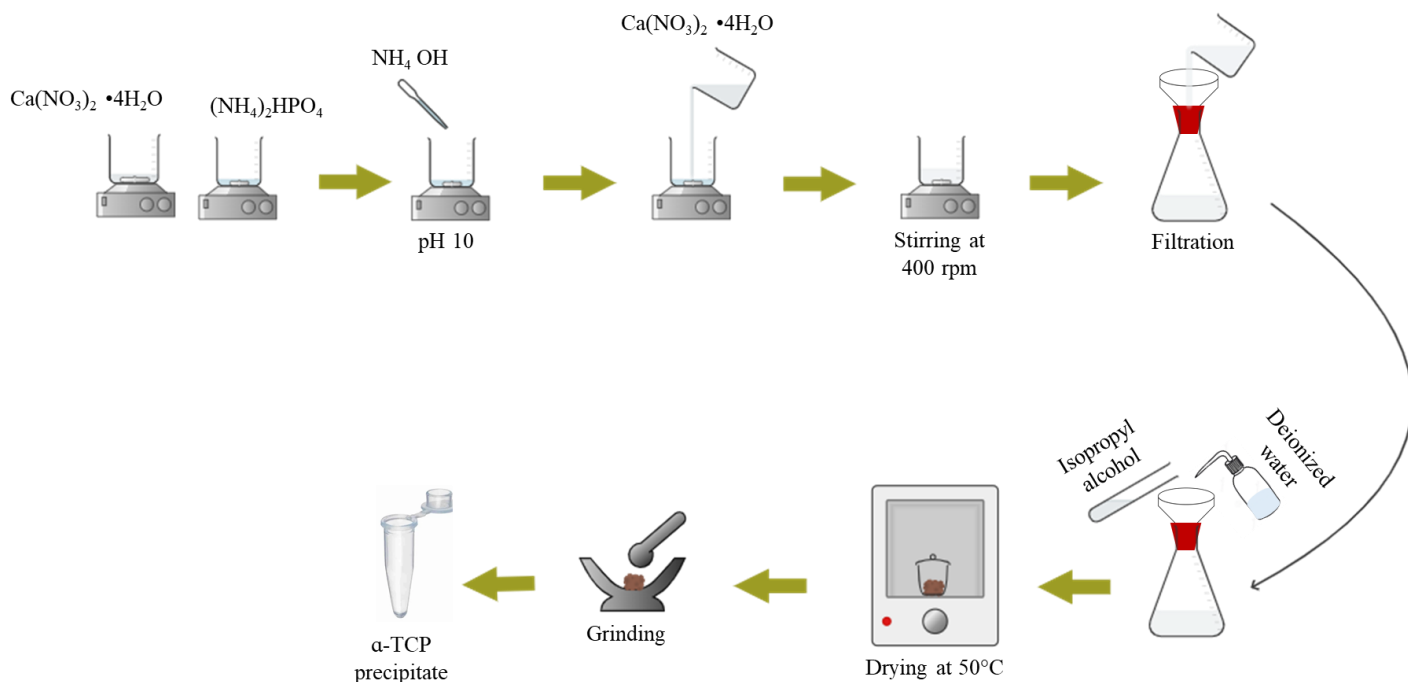 Ca(NO₃)₂ •4H₂O
(NH₄)₂HPO₄
NH₄ OH
pH 10
Ca(NO₃)₂ •4H₂O
Stirring at
400 rpm
Filtration
Isopropyl
alcohol
Deionized
water
Drying at 50°C
Grinding
α-TCP
precipitate